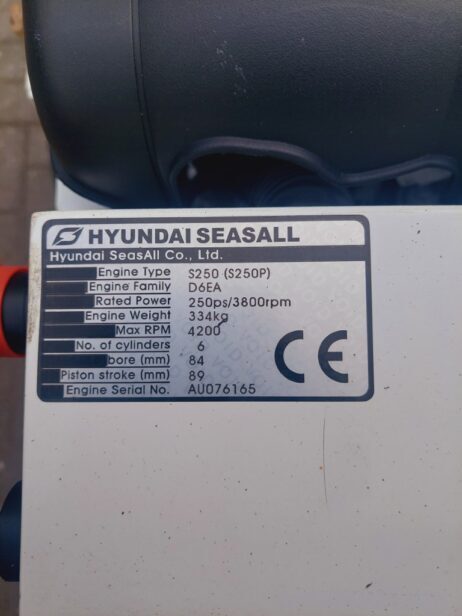 HYUNDAI SEASALL
Hyundai SeasAll Co., Ltd.
Engine Type S250 (S250P)
Engine Family D6EA
Rated Power 250ps/3800rpm
Engine Weight 334kg
Max RPM 4200
No. of cylinders 6
bore (mm) 84
Piston stroke (mm) 89
Engine Serial No. AU076165
CE